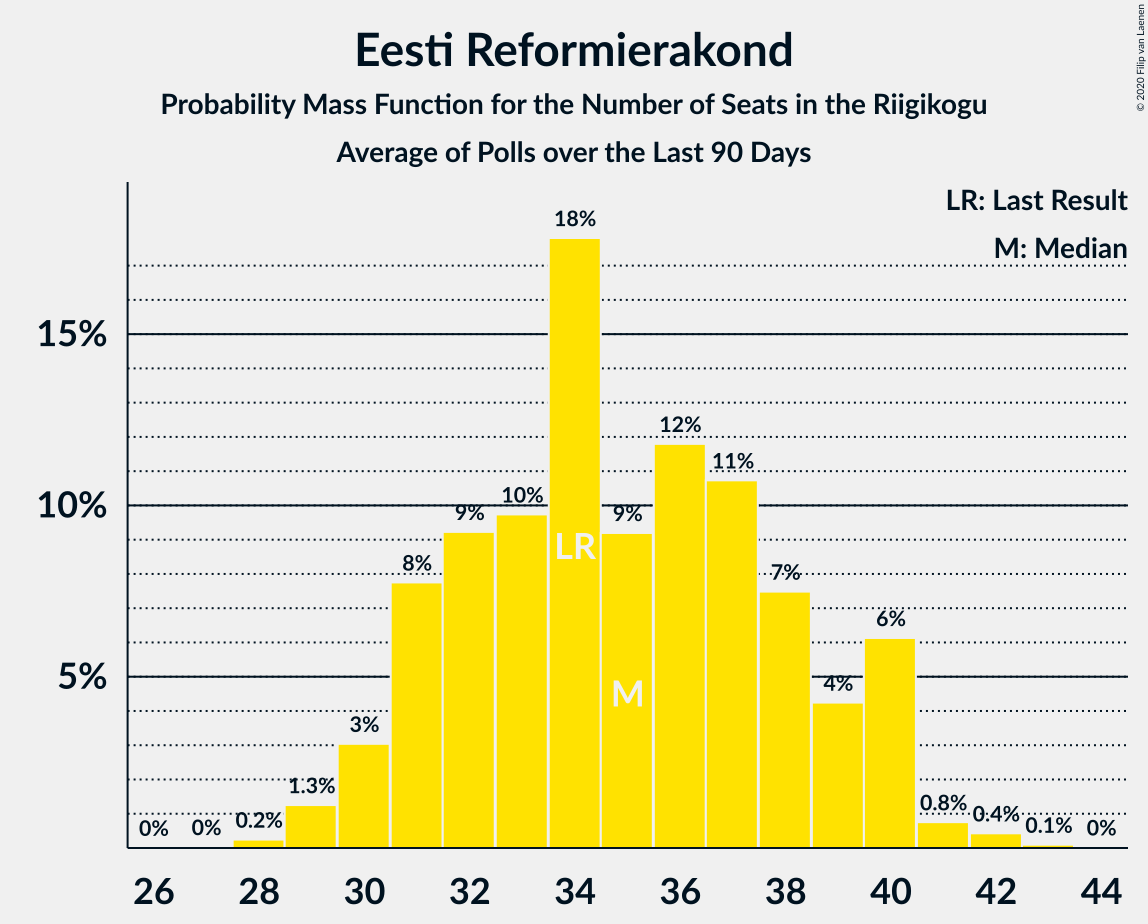 Eesti Reformierakond
Probability Mass Function for the Number of Seats in the Riigikogu
Average of Polls over the Last 90 Days
© 2020 Filip van Laenen
LR: Last Result
M: Median
15%
10%
5%
0%
0%
0.2%
1.3%
3%
8%
9%
10%
18%
9%
12%
11%
7%
4%
6%
0.8%
0.4%
0.1%
0%
LR
M
26 28 30 32 34 36 38 40 42 44